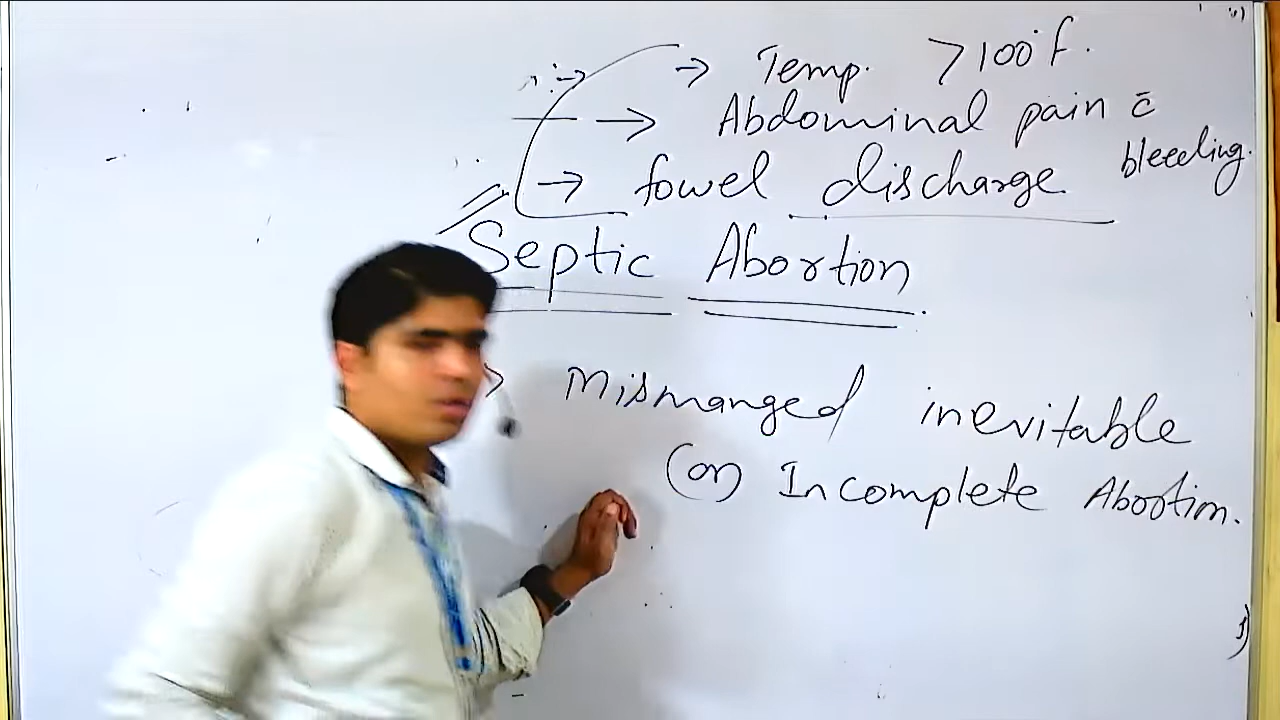 → Temp. >100°F.
→ Abdominal pain c̄
bleeding.
→ fowel discharge
Septic Abortion
> Mismanged inevitable
(or) Incomplete Abortion.